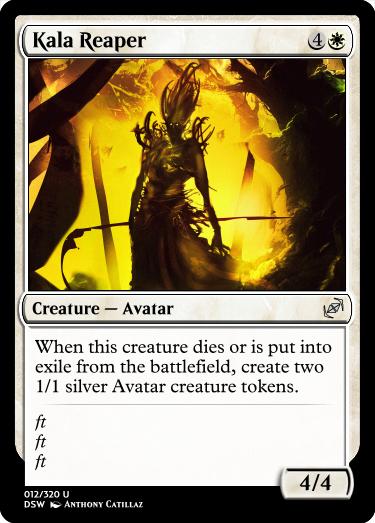 Kala Reaper 4
Creature — Avatar
When this creature dies or is put into
exile from the battlefield, create two
1/1 silver Avatar creature tokens.
ft
ft
ft
4/4
012/320 U
DSW Anthony Catillaz